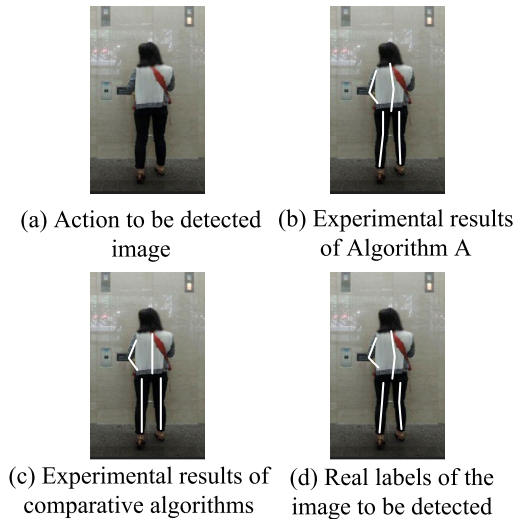 (a) Action to be detected
image
(b) Experimental results
of Algorithm A
(c) Experimental results of
comparative algorithms
(d) Real labels of the
image to be detected